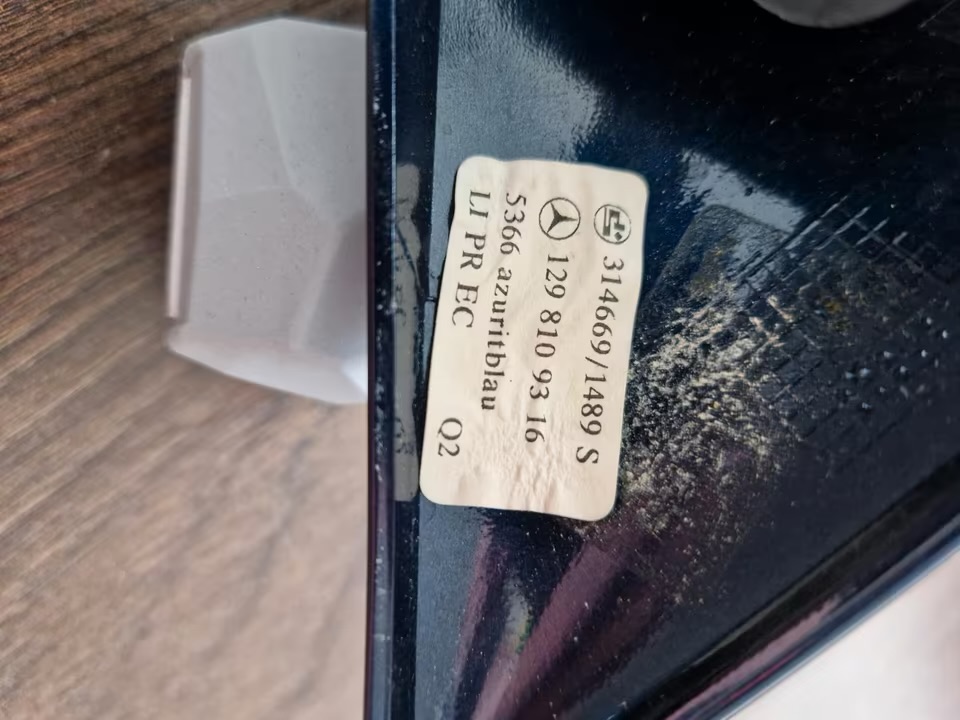 314669/1489 S
129 810 93 16
5366 azuritblau
LI PR EC Q2